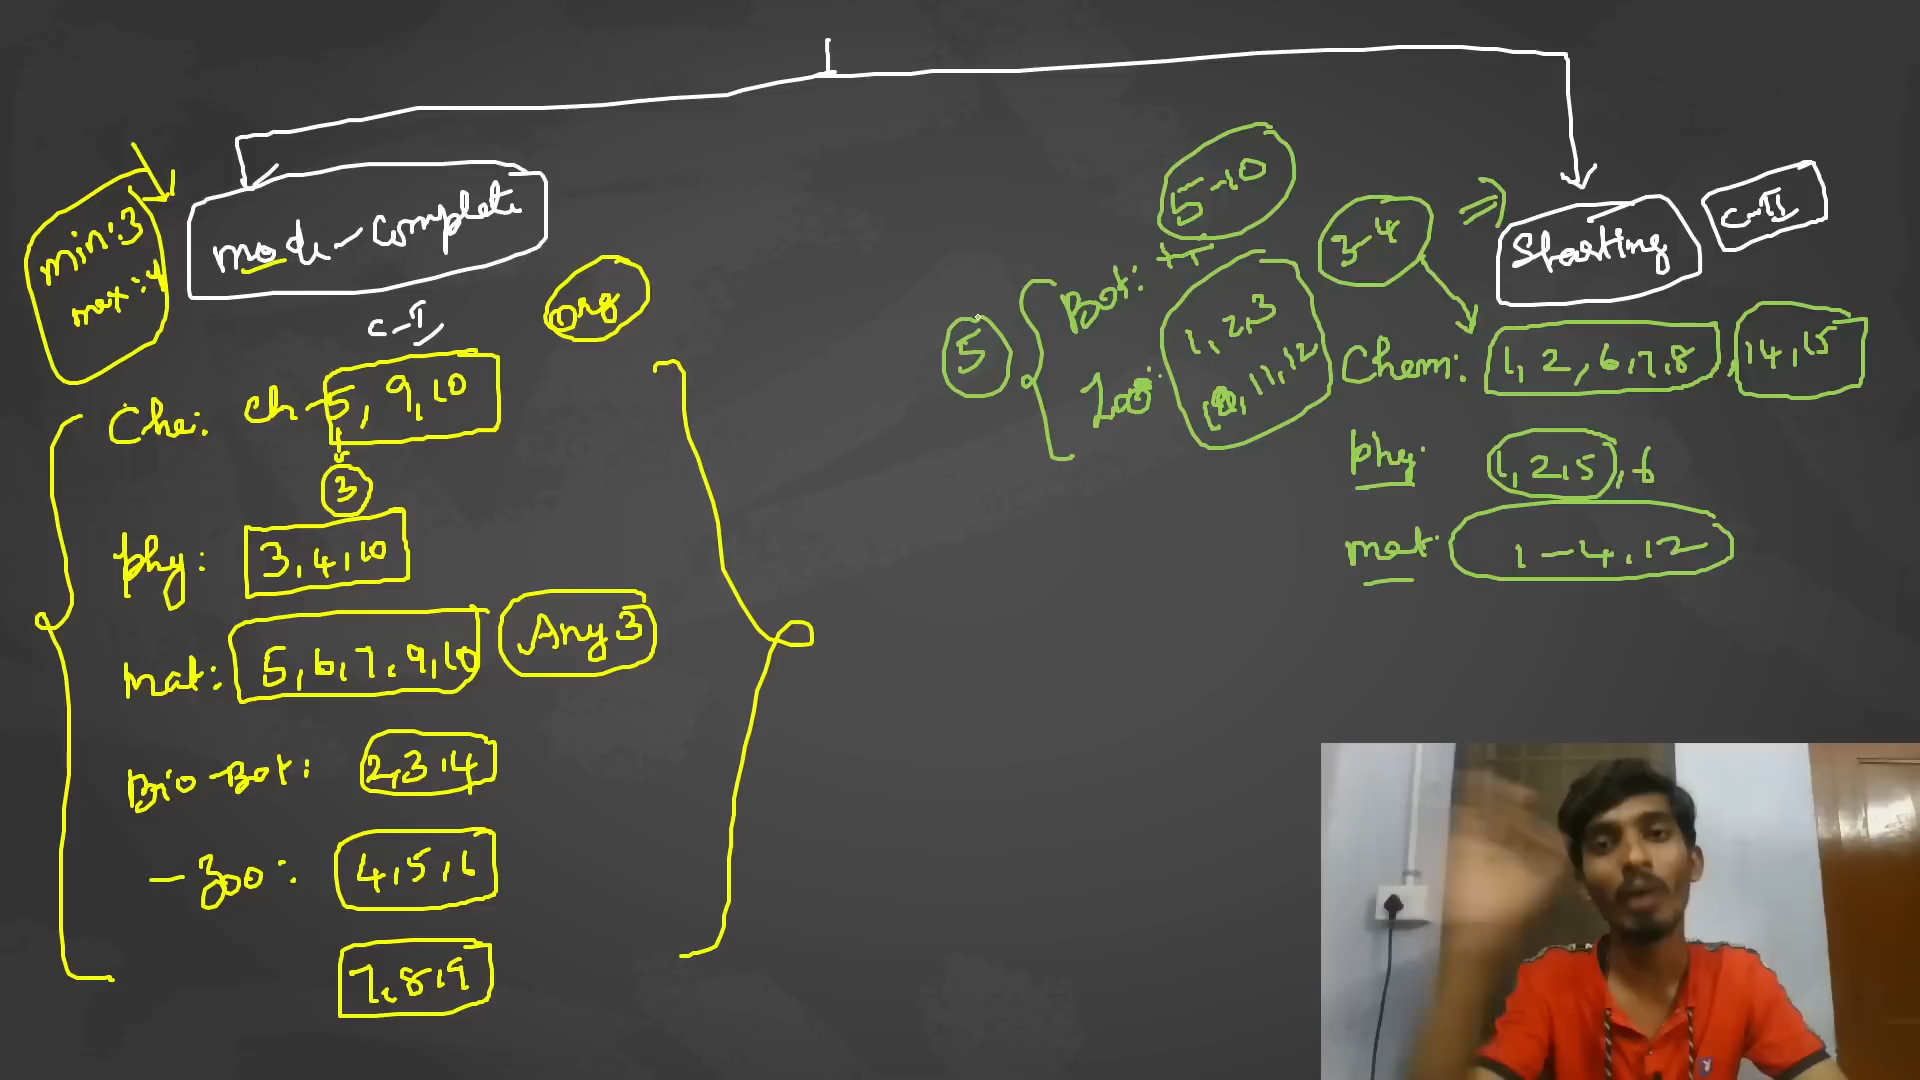 min:3
max:4
mode-complete
C-I
org
Che: ch-5, 9,10
3
Phy: 3,4,10
mat: 5,6,7,9,10 Any 3
Bio-Bot: 2,3,4
-Zoo: 4,5,6
7,8,9
5-10
5
Bot: 1,2,3
Zoo: 11,12
3-4 ⇒
Starting
C-II
Chem: 1,2,6,7,8, 14,15
Phy: 1,2,5,6
mat: 1-4,12